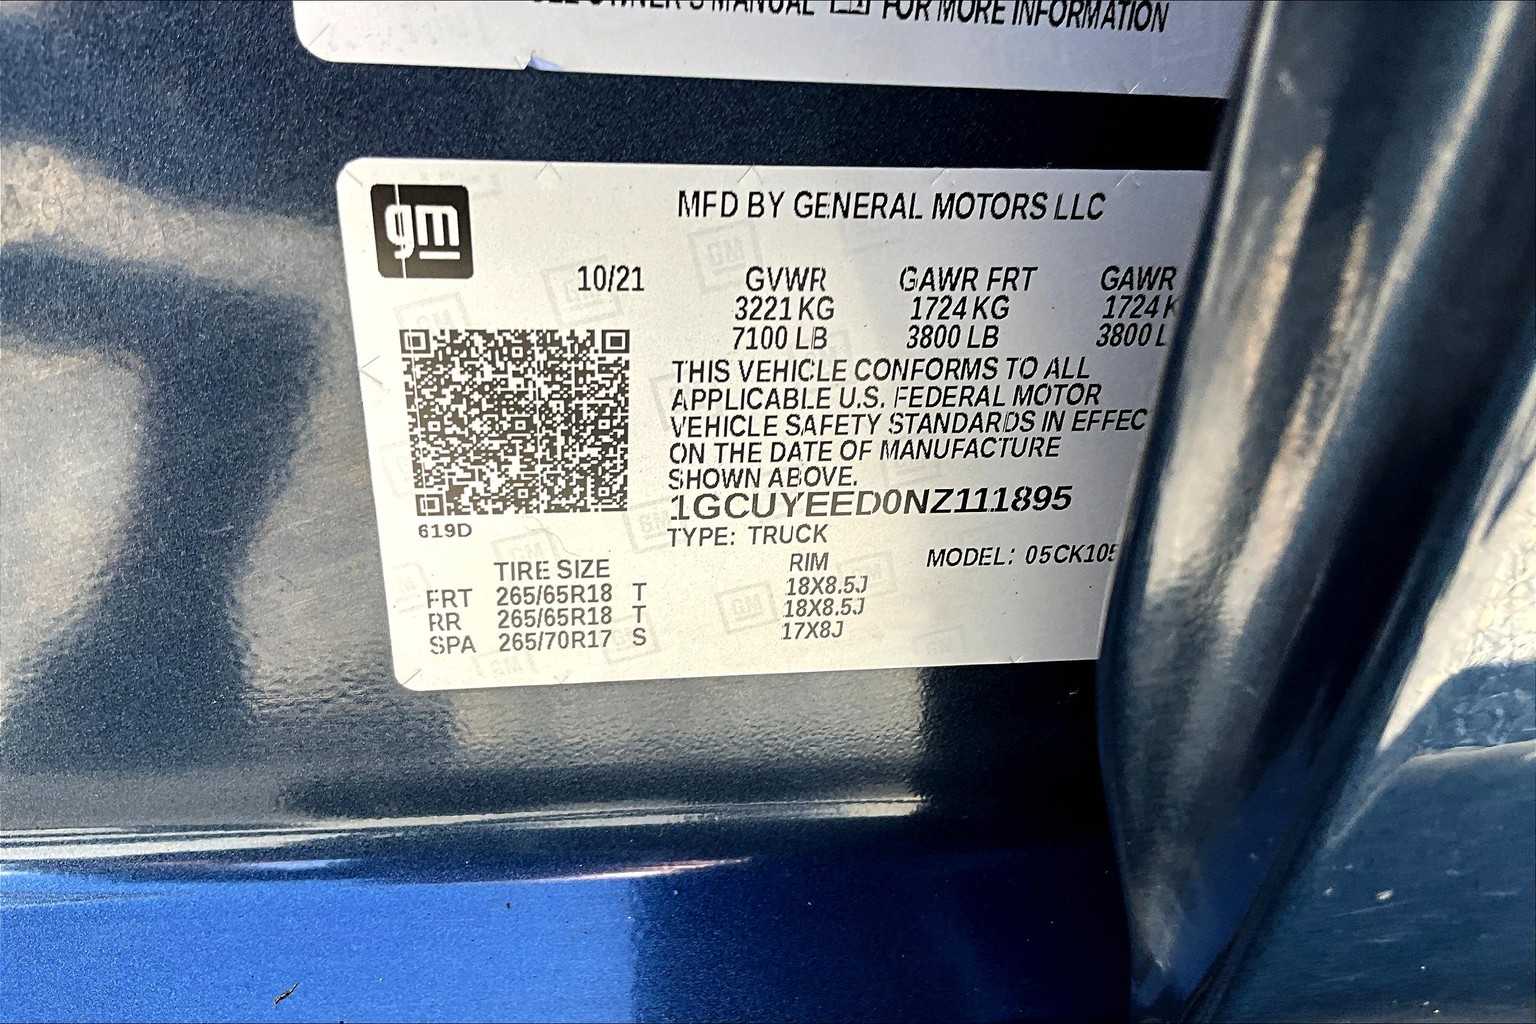 OWNER'S MANUAL FOR MORE INFORMATION
gm
MFD BY GENERAL MOTORS LLC
10/21 GVWR GAWR FRT GAWR
3221 KG 1724 KG 1724 K
7100 LB 3800 LB 3800 L
THIS VEHICLE CONFORMS TO ALL
APPLICABLE U.S. FEDERAL MOTOR
VEHICLE SAFETY STANDARDS IN EFFEC
ON THE DATE OF MANUFACTURE
SHOWN ABOVE.
1GCUYEED0NZ111895
619D
TYPE: TRUCK
MODEL: 05CK105
TIRE SIZE RIM
FRT 265/65R18 T 18X8.5J
RR 265/65R18 T 18X8.5J
SPA 265/70R17 S 17X8J